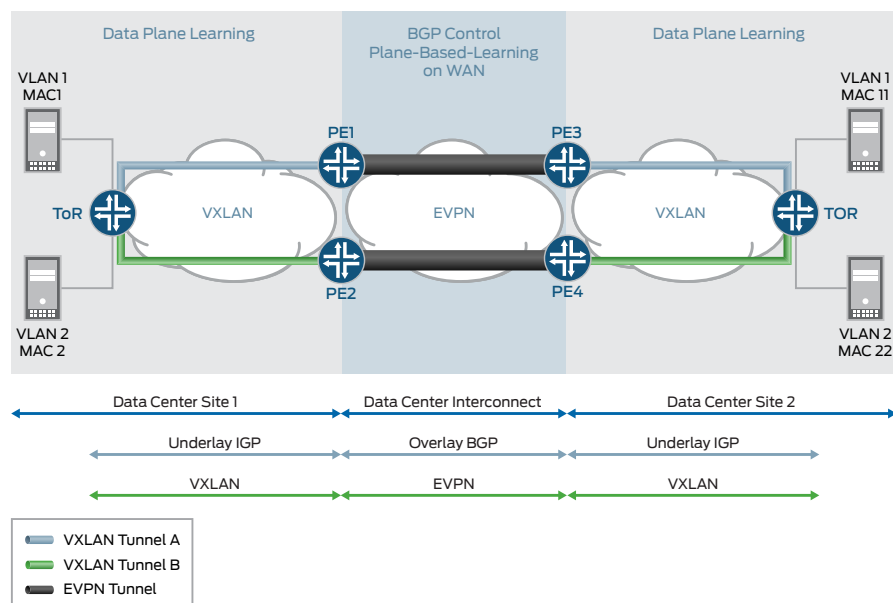 Data Plane Learning
BGP Control
Plane-Based-Learning
on WAN
Data Plane Learning
VLAN 1
MAC1
VLAN 1
MAC 11
PE1
PE3
ToR
VXLAN
EVPN
VXLAN
TOR
PE2
PE4
VLAN 2
MAC 2
VLAN 2
MAC 22
Data Center Site 1
Data Center Interconnect
Data Center Site 2
Underlay IGP
Overlay BGP
Underlay IGP
VXLAN
EVPN
VXLAN
VXLAN Tunnel A
VXLAN Tunnel B
EVPN Tunnel